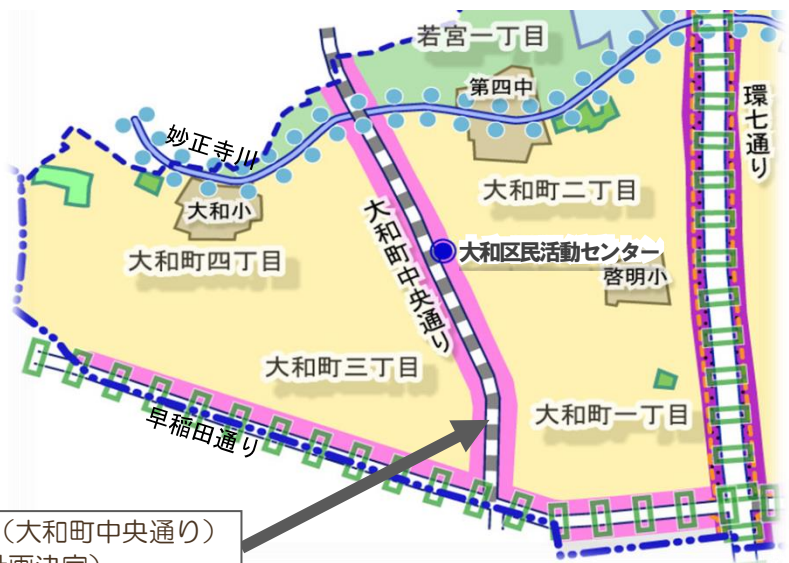 若宮一丁目
第四中
環七通り
妙正寺川
大和町二丁目
大和小
大和町中央通り
大和区民活動センター
大和町四丁目
啓明小
大和町三丁目
大和町一丁目
早稲田通り
（大和町中央通り）